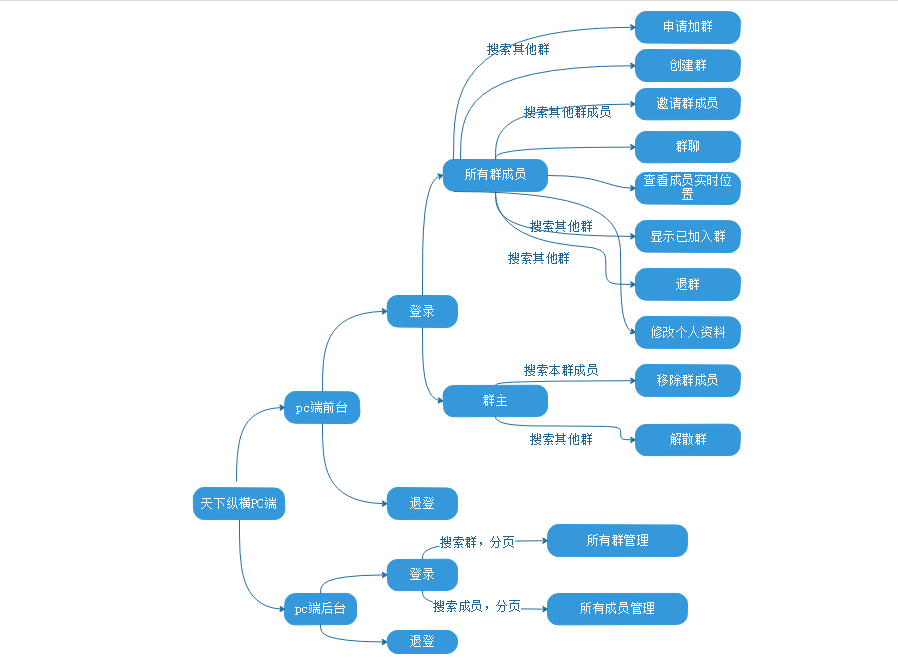 申请加群
搜索其他群
创建群
邀请群成员
搜索其他群成员
群聊
所有群成员
查看成员实时位
置
搜索其他群
显示已加入群
搜索其他群
退群
登录
修改个人资料
搜索本群成员
移除群成员
群主
pc端前台
搜索其他群
解散群
天下纵横PC端
退登
搜索群，分页
所有群管理
登录
搜索成员，分页
所有成员管理
pc端后台
退登